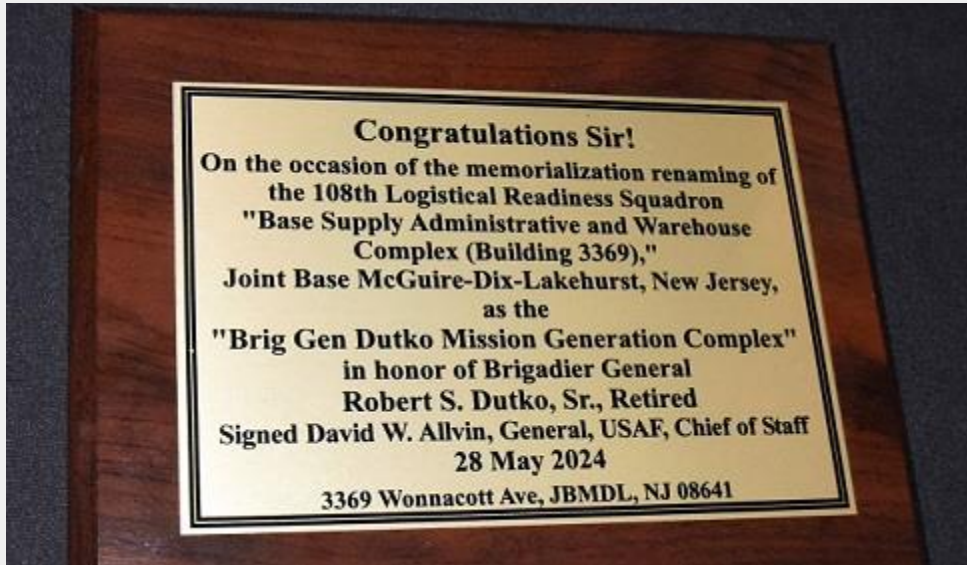 Congratulations Sir!
On the occasion of the memorialization renaming of
the 108th Logistical Readiness Squadron
"Base Supply Administrative and Warehouse
Complex (Building 3369),"
Joint Base McGuire-Dix-Lakehurst, New Jersey,
as the
"Brig Gen Dutko Mission Generation Complex"
in honor of Brigadier General
Robert S. Dutko, Sr., Retired
Signed David W. Allvin, General, USAF, Chief of Staff
28 May 2024
3369 Wonnacott Ave, JBMDL, NJ 08641